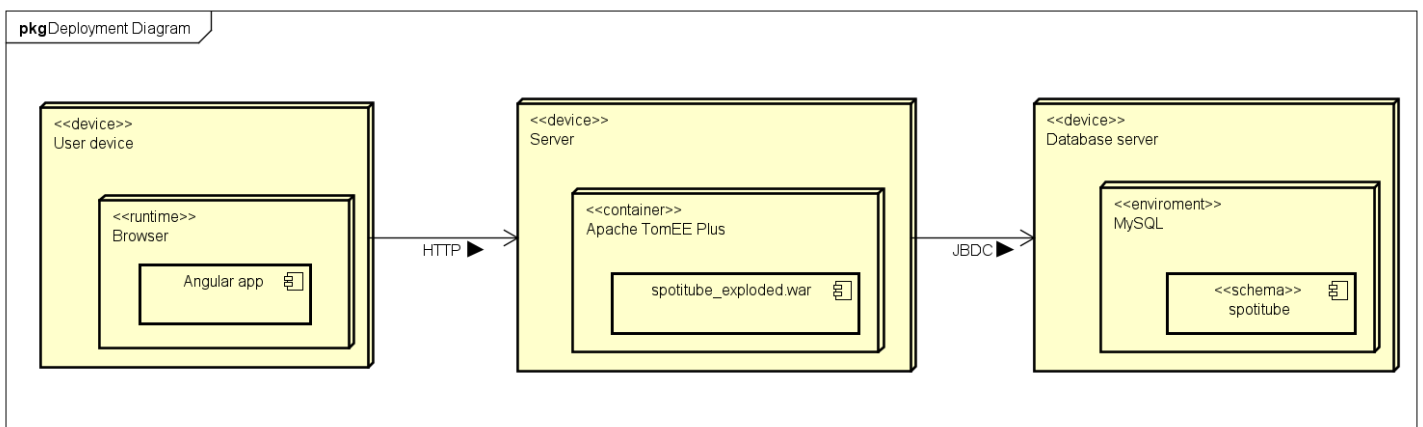 pkg Deployment Diagram
<<device>>
User device
<<runtime>>
Browser
Angular app
HTTP
<<device>>
Server
<<container>>
Apache TomEE Plus
spotitube_exploded.war
JBDC
<<device>>
Database server
<<enviroment>>
MySQL
<<schema>>
spotitube